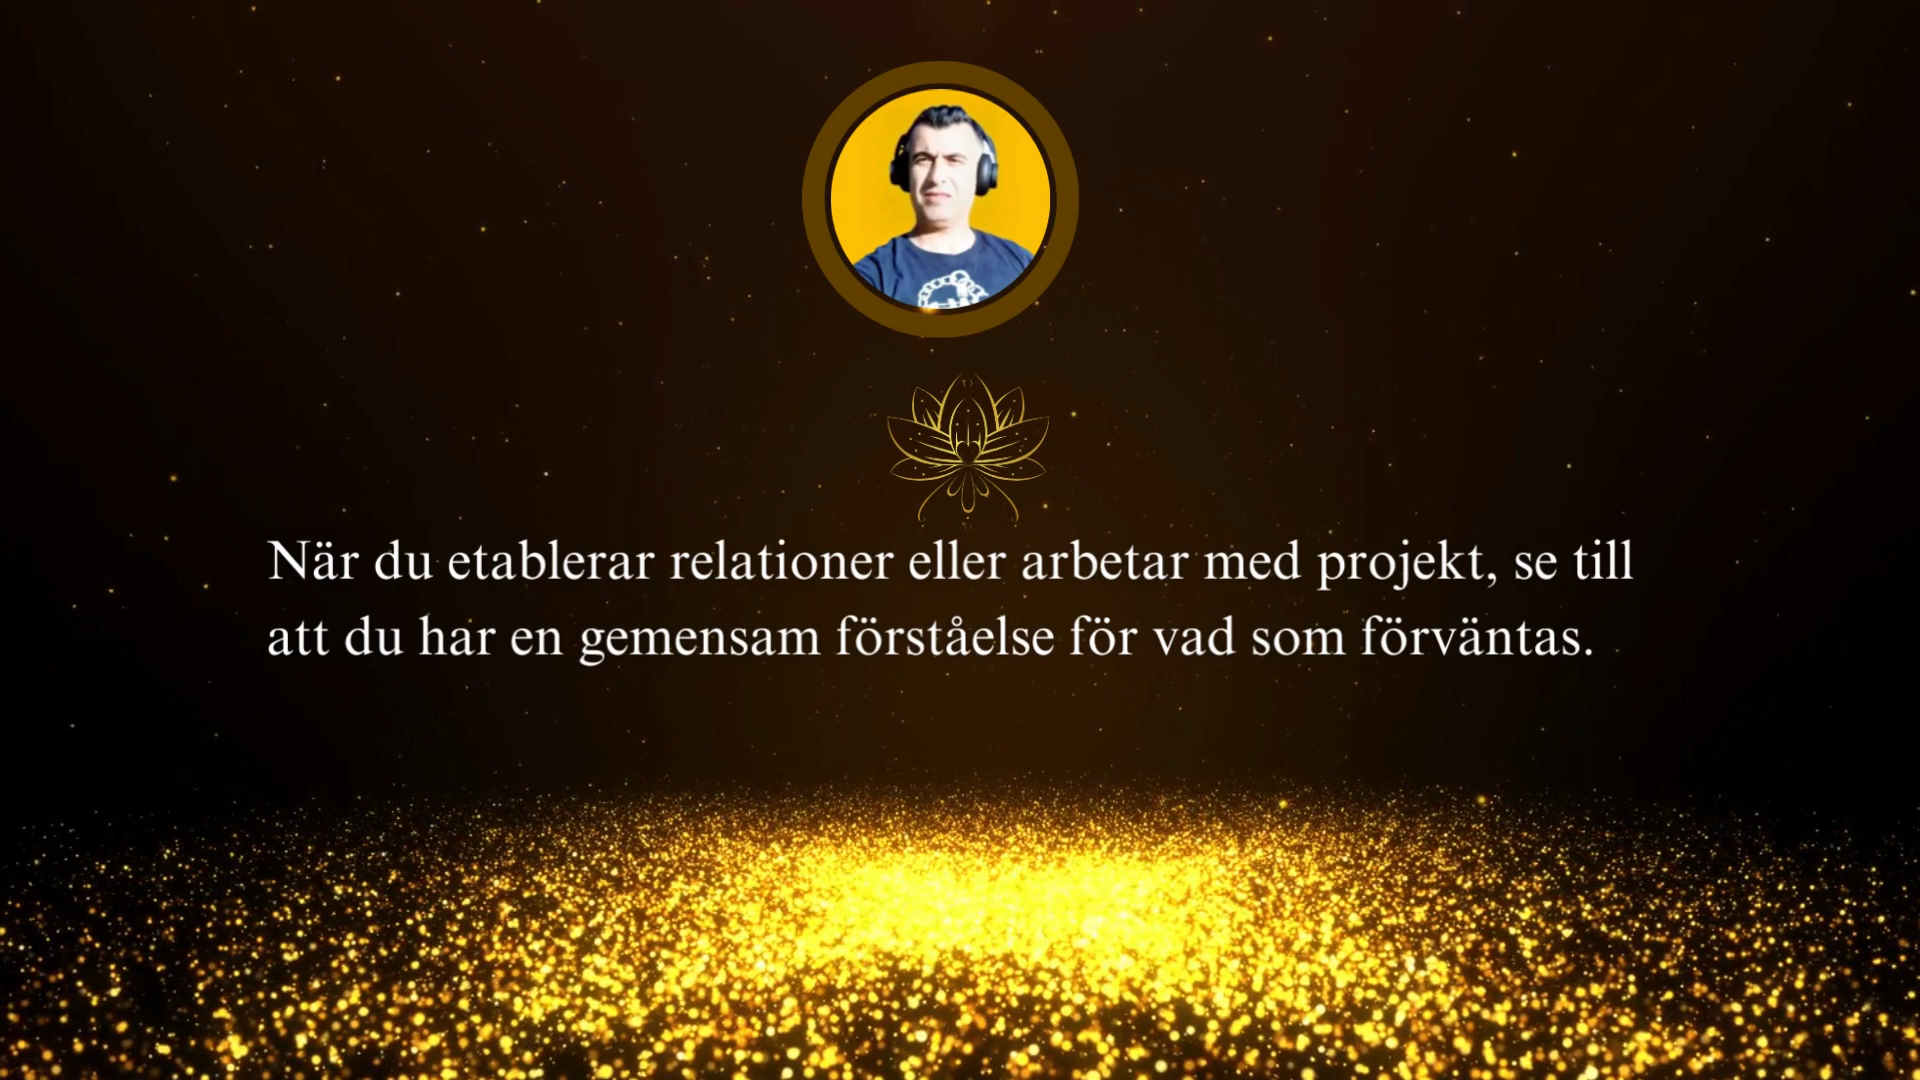 När du etablerar relationer eller arbetar med projekt, se till
att du har en gemensam förståelse för vad som förväntas.